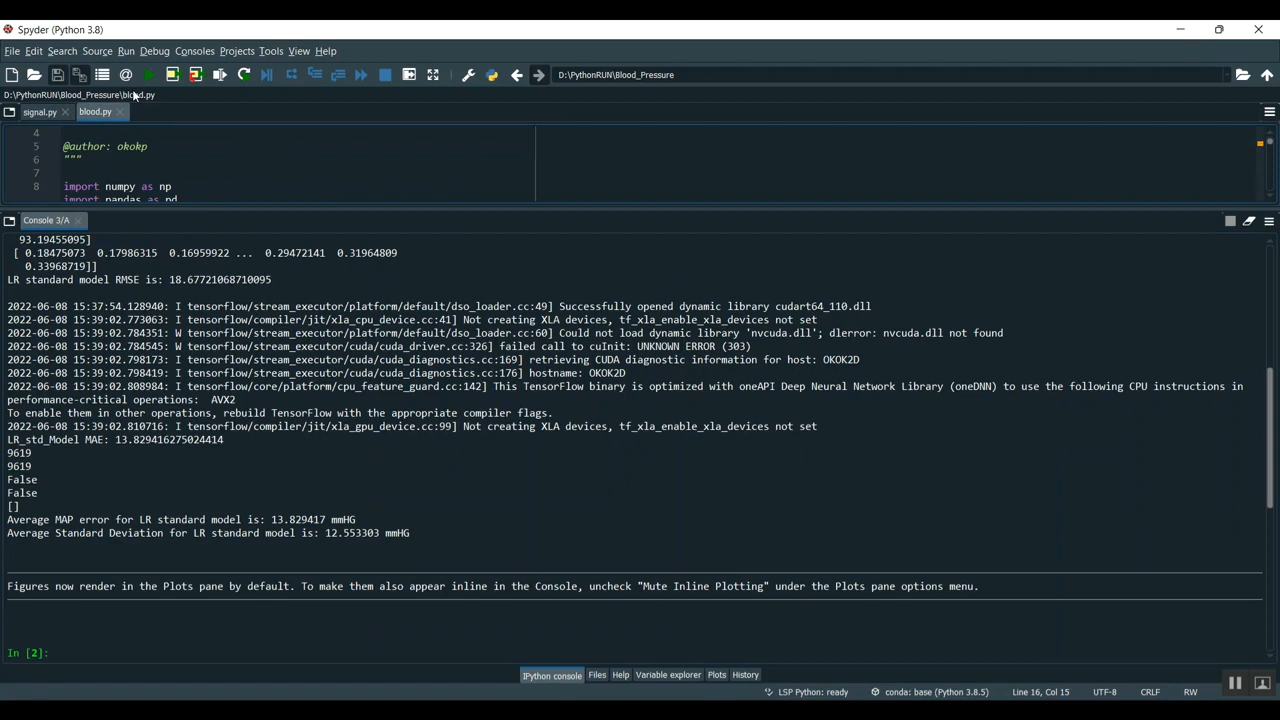 Spyder (Python 3.8)
File Edit Search Source Run Debug Consoles Projects Tools View Help
D:\PythonRUN\Blood_Pressure
D:\PythonRUN\Blood_Pressure\blood.py
signal.py blood.py
4
5 @author: okokp
6 """
7
8 import numpy as np
import pandas as pd
Console 3/A
93.19455095]
[ 0.18475073 0.17986315 0.16959922 ... 0.29472141 0.31964809
0.33968719]]
LR standard model RMSE is: 18.67721068710095
2022-06-08 15:37:54.128940: I tensorflow/stream_executor/platform/default/dso_loader.cc:49] Successfully opened dynamic library cudart64_110.dll
2022-06-08 15:39:02.773063: I tensorflow/compiler/jit/xla_cpu_device.cc:41] Not creating XLA devices, tf_xla_enable_xla_devices not set
2022-06-08 15:39:02.784351: W tensorflow/stream_executor/platform/default/dso_loader.cc:60] Could not load dynamic library 'nvcuda.dll'; dlerror: nvcuda.dll not found
2022-06-08 15:39:02.784545: W tensorflow/stream_executor/cuda/cuda_driver.cc:326] failed call to cuInit: UNKNOWN ERROR (303)
2022-06-08 15:39:02.798173: I tensorflow/stream_executor/cuda/cuda_diagnostics.cc:169] retrieving CUDA diagnostic information for host: OKOK2D
2022-06-08 15:39:02.798419: I tensorflow/stream_executor/cuda/cuda_diagnostics.cc:176] hostname: OKOK2D
2022-06-08 15:39:02.808984: I tensorflow/core/platform/cpu_feature_guard.cc:142] This TensorFlow binary is optimized with oneAPI Deep Neural Network Library (oneDNN) to use the following CPU instructions in
performance-critical operations:  AVX2
To enable them in other operations, rebuild TensorFlow with the appropriate compiler flags.
2022-06-08 15:39:02.810716: I tensorflow/compiler/jit/xla_gpu_device.cc:99] Not creating XLA devices, tf_xla_enable_xla_devices not set
LR_std_Model MAE: 13.829416275024414
9619
9619
False
False
[]
Average MAP error for LR standard model is: 13.829417 mmHG
Average Standard Deviation for LR standard model is: 12.553303 mmHG
Figures now render in the Plots pane by default. To make them also appear inline in the Console, uncheck "Mute Inline Plotting" under the Plots pane options menu.
In [2]:
IPython console Files Help Variable explorer Plots History
LSP Python: ready conda: base (Python 3.8.5) Line 16, Col 15 UTF-8 CRLF RW